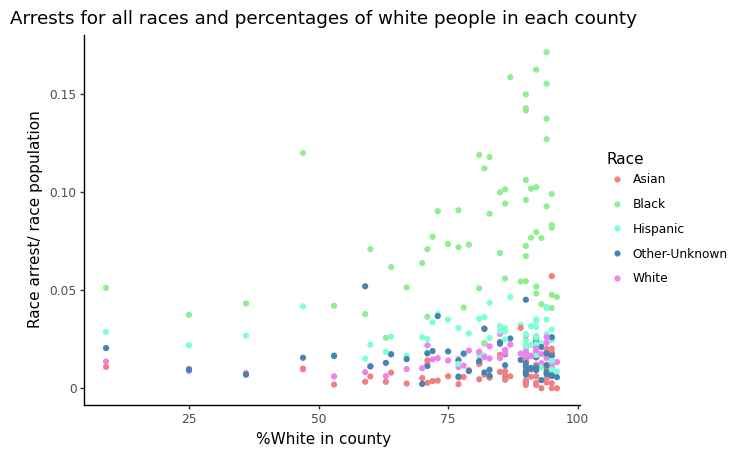 Arrests for all races and percentages of white people in each county
Race arrest/ race population
0.15
0.10
0.05
0
25
50
75
100
%White in county
Race
Asian
Black
Hispanic
Other-Unknown
White